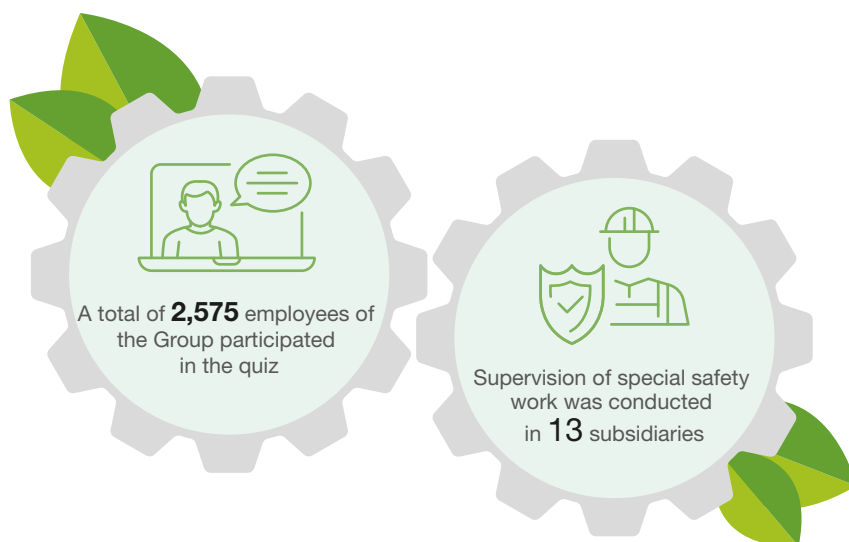 A total of 2,575 employees of
the Group participated
in the quiz
Supervision of special safety
work was conducted
in 13 subsidiaries